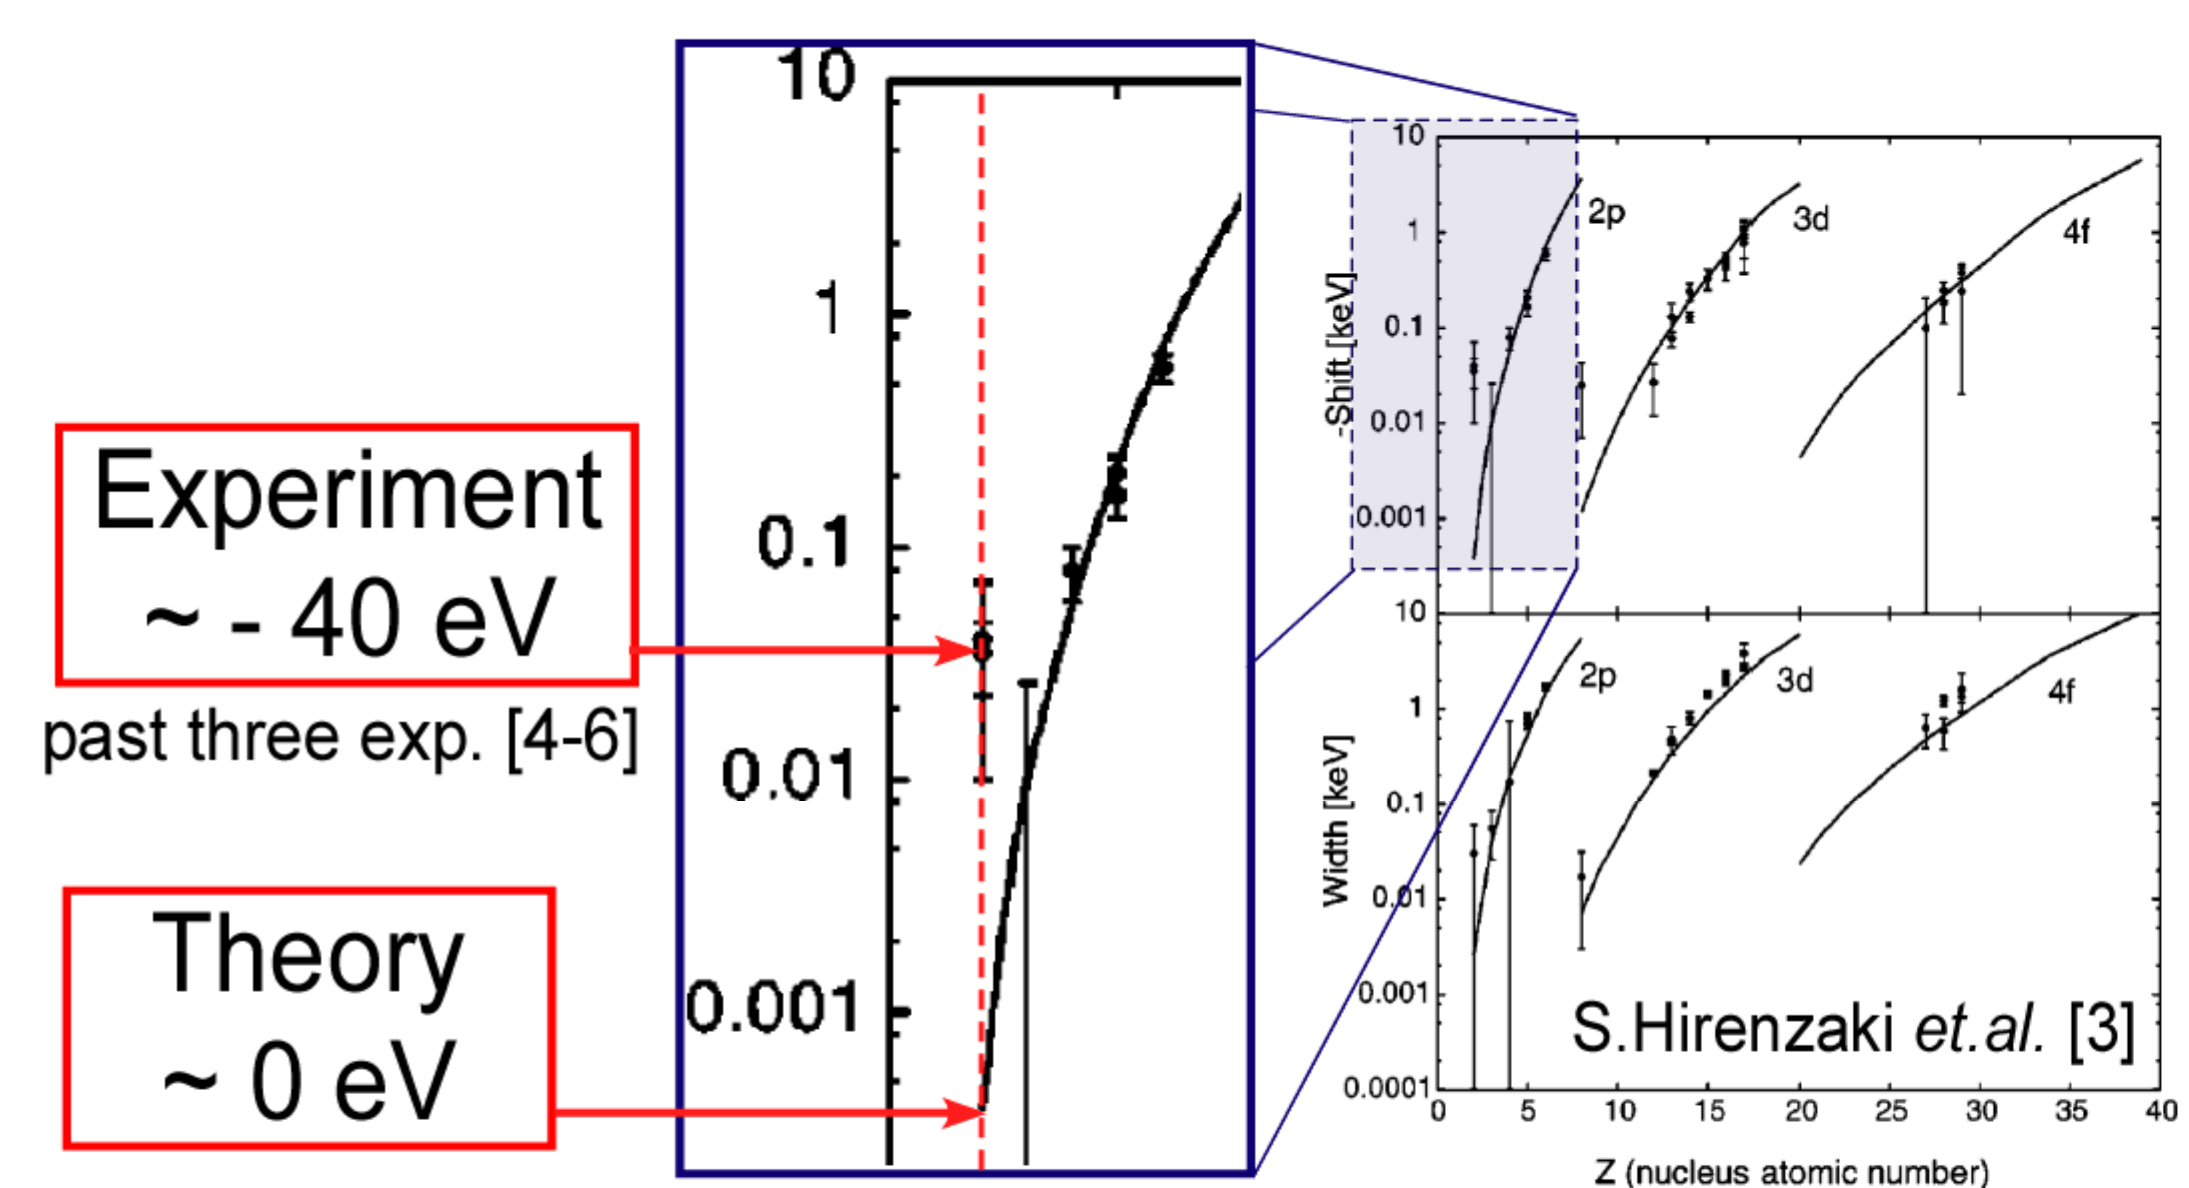 Experiment
~ - 40 eV
past three exp. [4-6]
Theory
~ 0 eV
10
1
0.1
0.01
0.001
10
1
0.1
0.01
0.001
-Shift [keV]
2p
3d
4f
10
1
0.1
0.01
0.001
0.0001
Width [keV]
2p
3d
4f
S.Hirenzaki et.al. [3]
0 5 10 15 20 25 30 35 40
Z (nucleus atomic number)